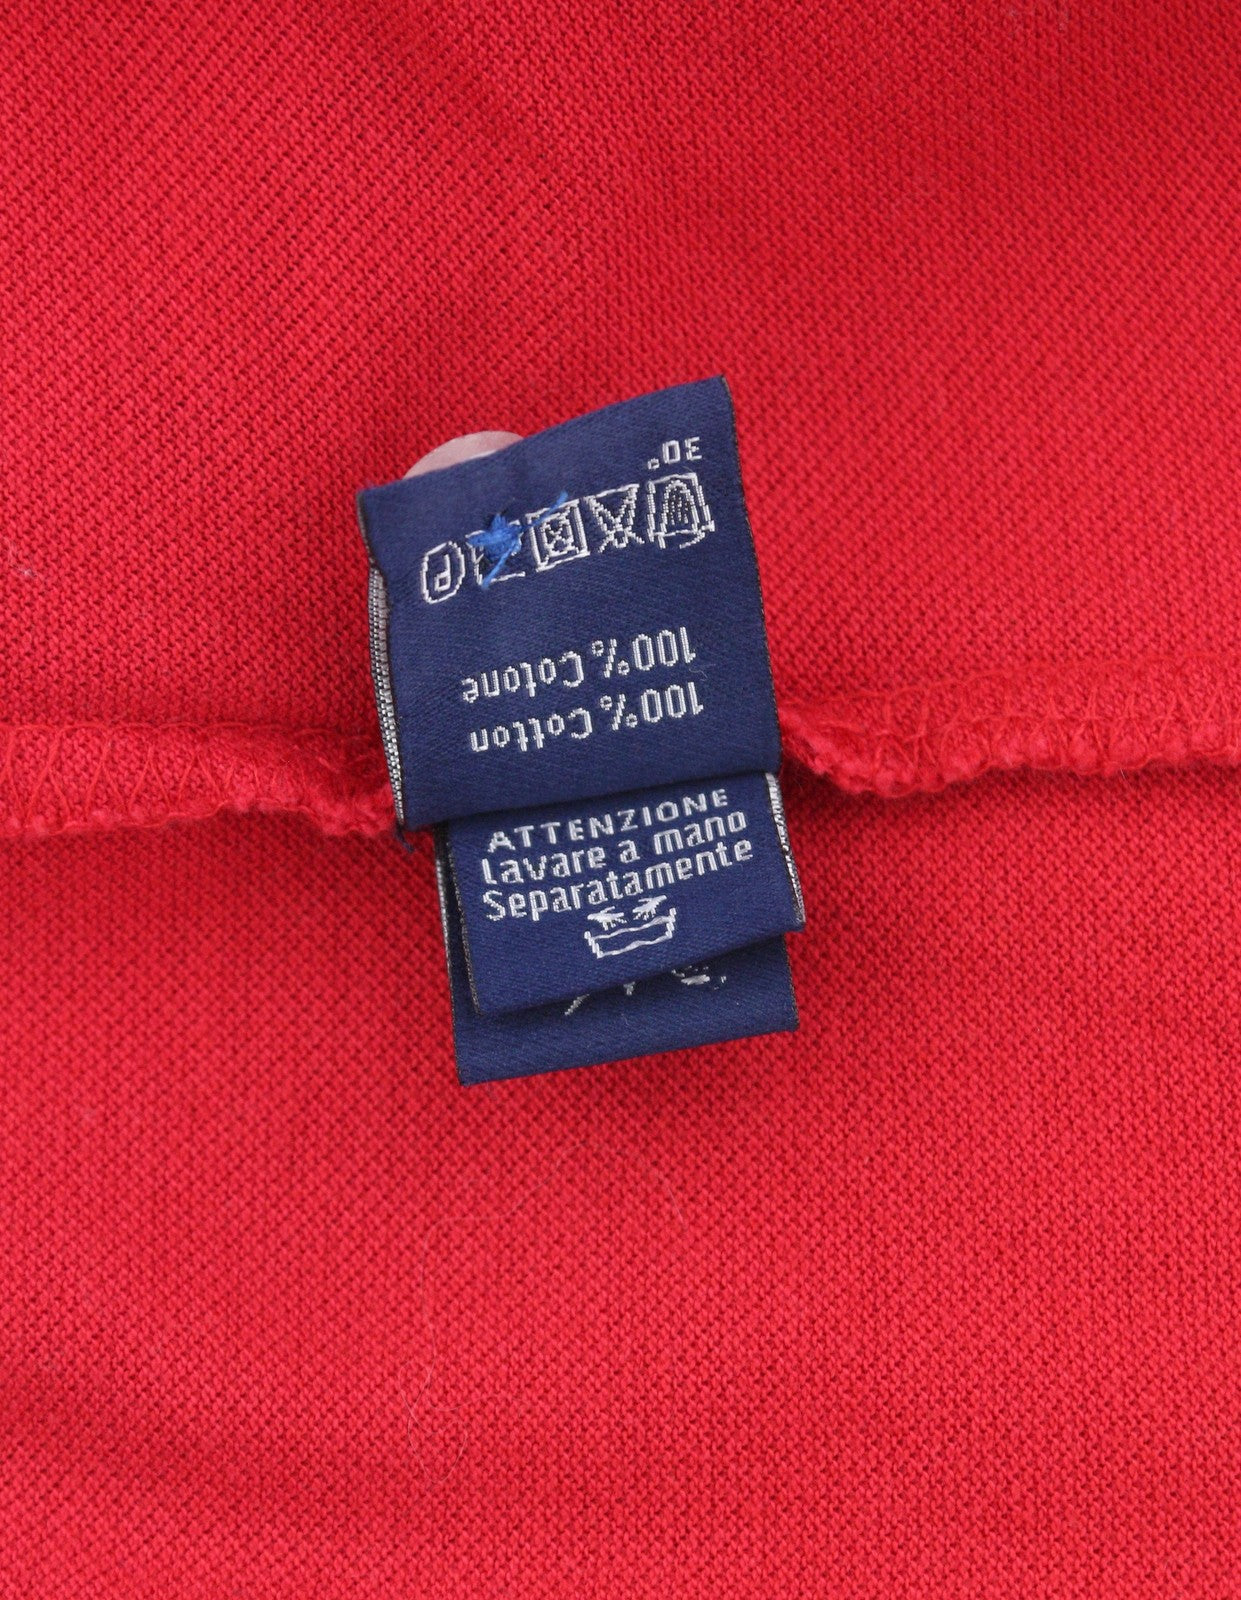 100% Cotton
100% Cotone
P
30°
ATTENZIONE
Lavare a mano
Separatamente